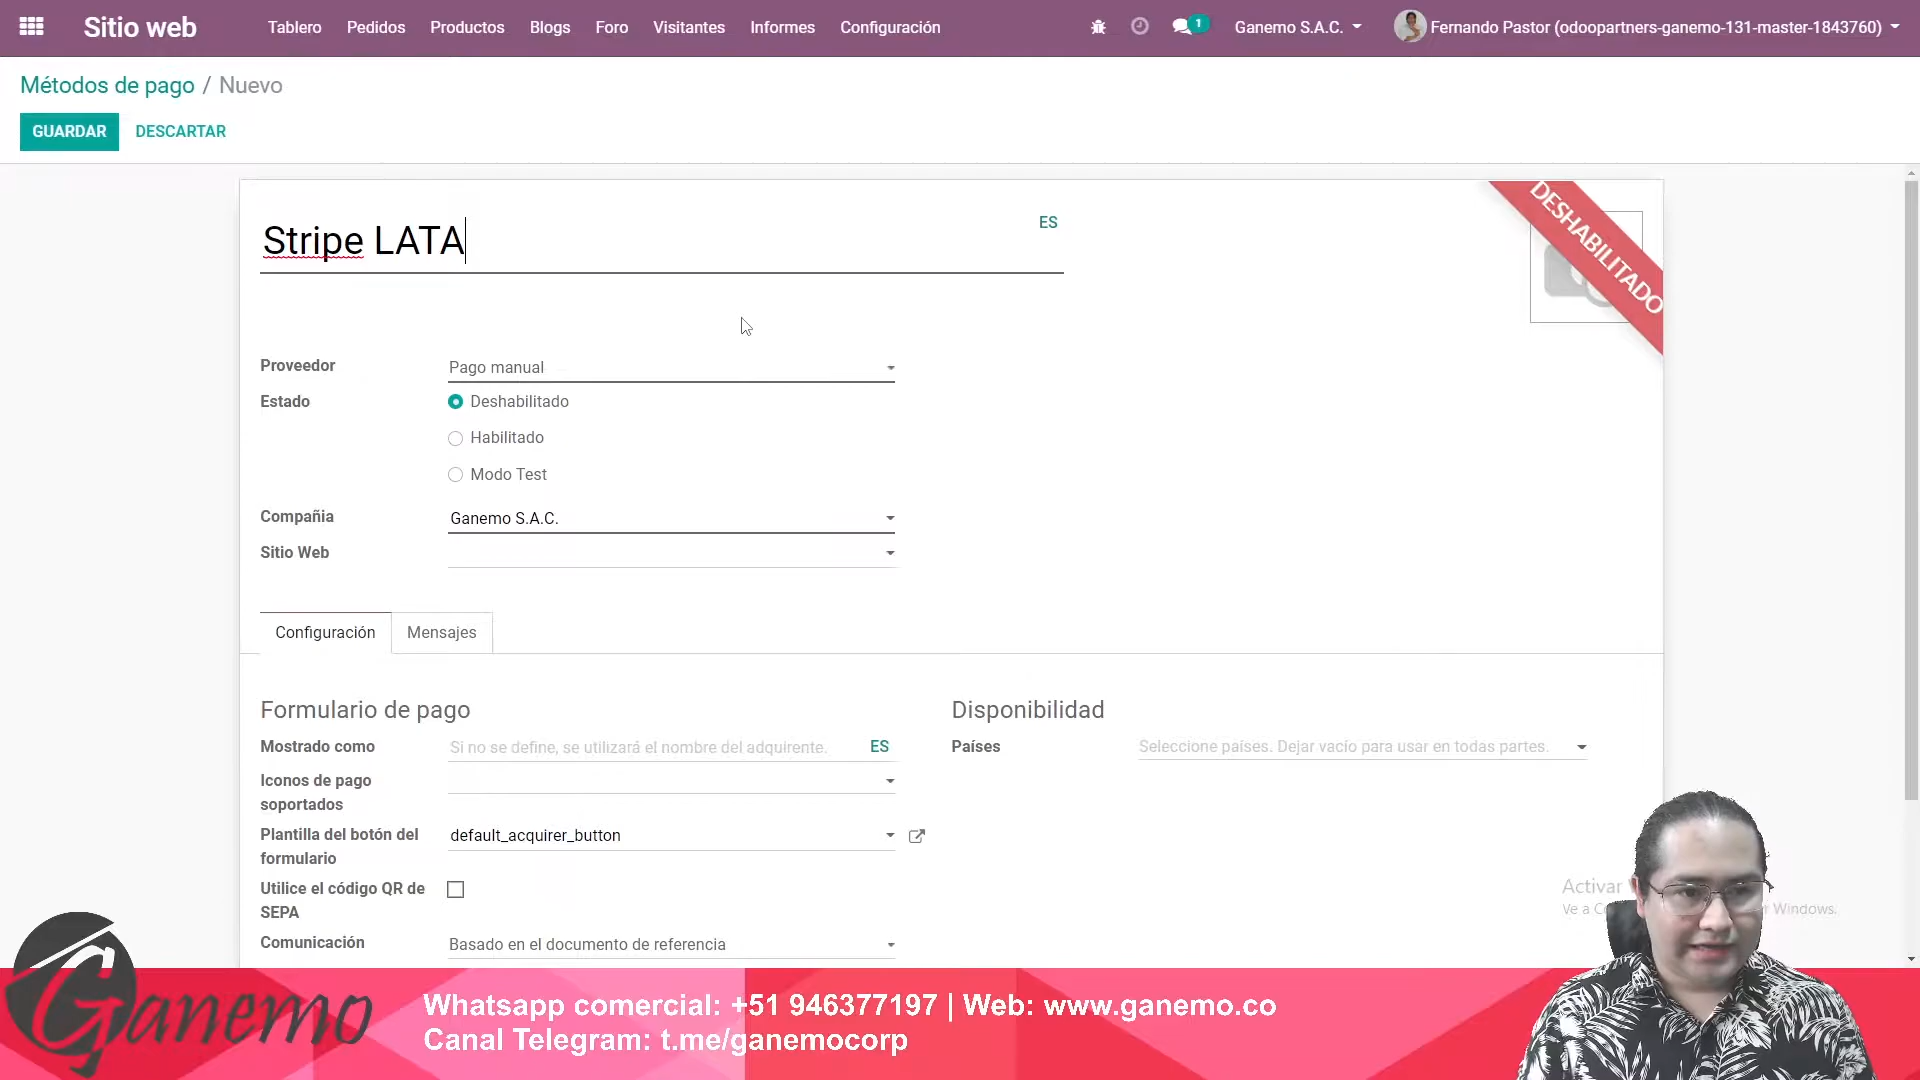 Sitio web
Tablero Pedidos Productos Blogs Foro Visitantes Informes Configuración
1
Ganemo S.A.C.
Fernando Pastor (odoopartners-ganemo-131-master-1843760)
Métodos de pago / Nuevo
GUARDAR DESCARTAR
Stripe LATA
ES
DESHABILITADO
Proveedor Pago manual
Estado Deshabilitado
Habilitado
Modo Test
Compañia Ganemo S.A.C.
Sitio Web
Configuración Mensajes
Formulario de pago
Mostrado como Si no se define, se utilizará el nombre del adquirente. ES
Iconos de pago
soportados
Plantilla del botón del
formulario
default_acquirer_button
Utilice el código QR de
SEPA
Comunicación Basado en el documento de referencia
Disponibilidad
Países Seleccione países. Dejar vacío para usar en todas partes.
Activar
Ve a
Windows.
Ganemo
Whatsapp comercial: +51 946377197 | Web: www.ganemo.co
Canal Telegram: t.me/ganemocorp